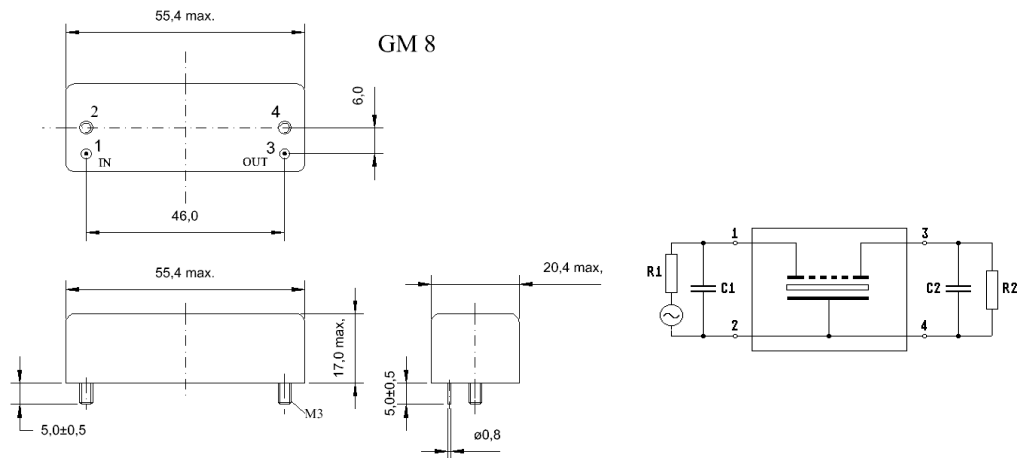 55,4 max.
GM 8
2
4
6,0
1
IN
OUT
3
46,0
55,4 max.
20,4 max,
17,0 max,
5,0±0,5
M3
5,0±0,5
ø0,8
1
3
R1
C1
C2
R2
2
4